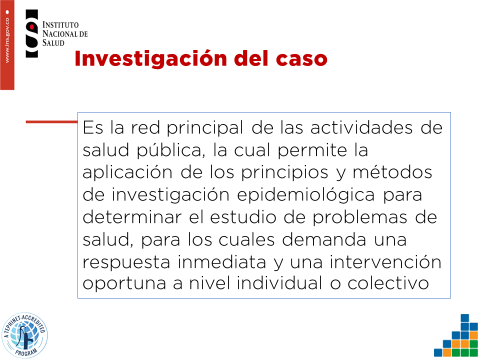 www.ins.gov.co
INSTITUTO
NACIONAL DE
SALUD
Investigación del caso
Es la red principal de las actividades de
salud pública, la cual permite la
aplicación de los principios y métodos
de investigación epidemiológica para
determinar el estudio de problemas de
salud, para los cuales demanda una
respuesta inmediata y una intervención
oportuna a nivel individual o colectivo
A TEPHINET-ACCREDITED
PROGRAM